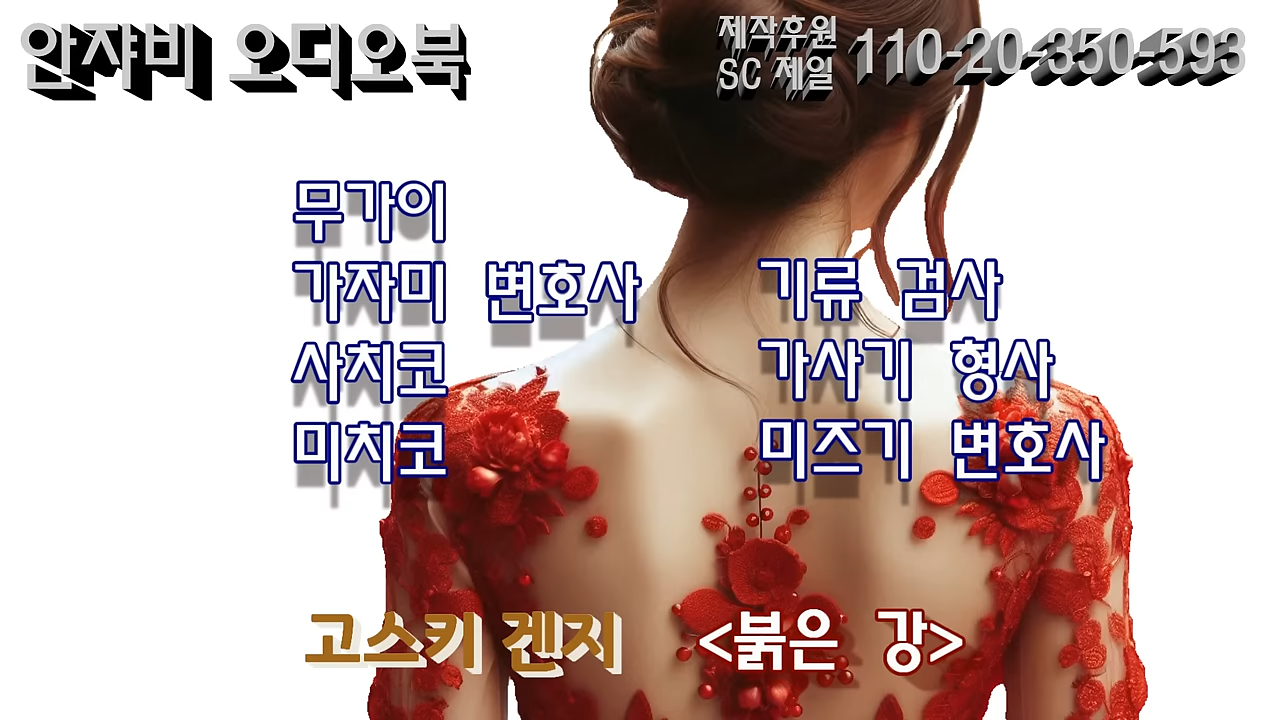 안쟈비 오디오북
제작후원
SC 제일 110-20-350-593
무가이
가자미 변호사
사치코
미치코
기류 검사
가사기 형사
미즈기 변호사
고스키 겐지 <붉은 강>